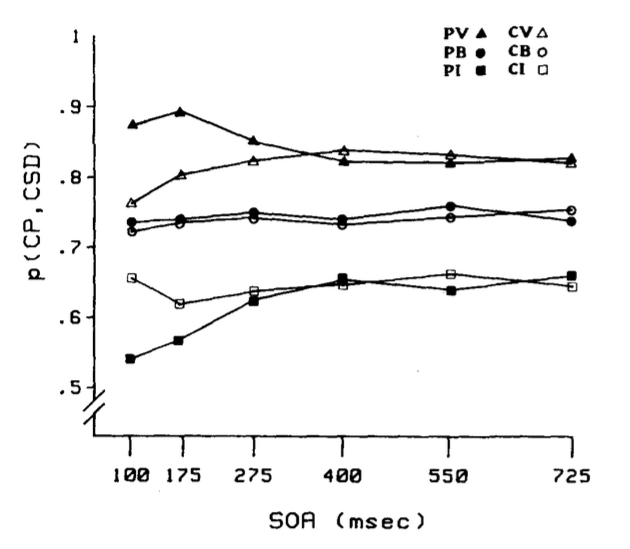 PV ▲ CV △
PB ● CB ○
PI ■ CI □
1
.9
.8
.7
.6
.5
p(CP,CSD)
100 175 275 400 550 725
SOA (msec)